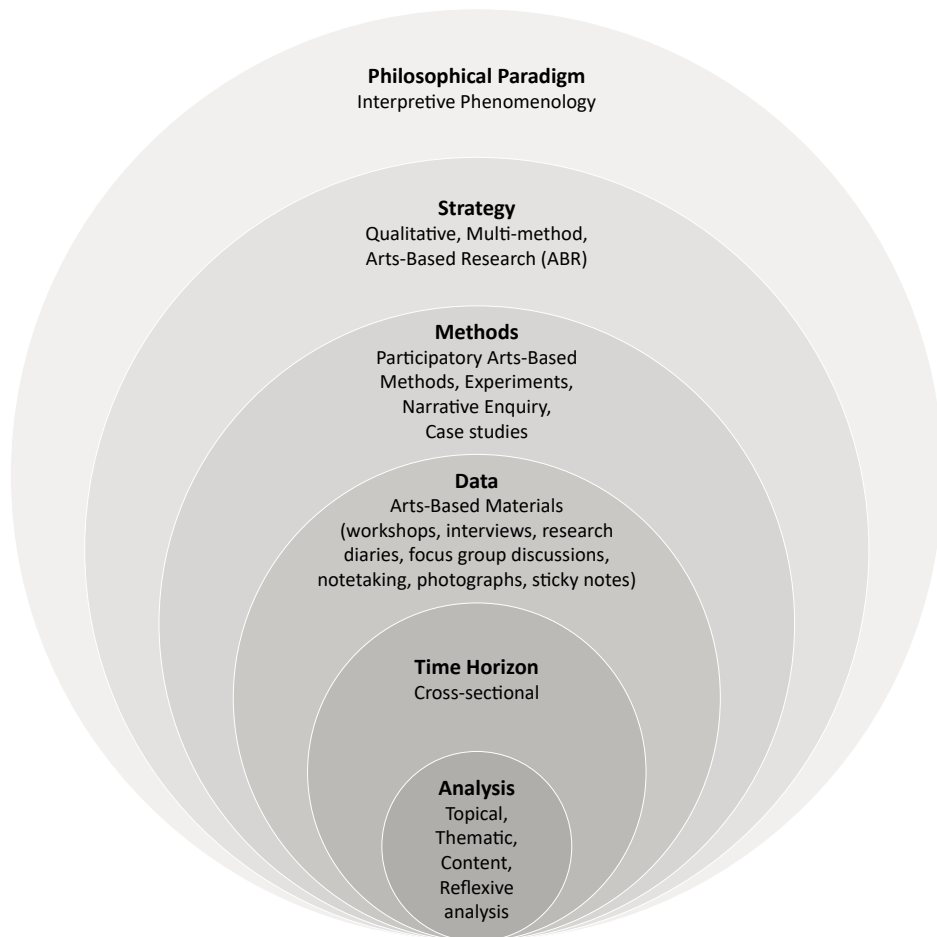 Philosophical Paradigm
Interpretive Phenomenology
Strategy
Qualitative, Multi-method,
Arts-Based Research (ABR)
Methods
Participatory Arts-Based
Methods, Experiments,
Narrative Enquiry,
Case studies
Data
Arts-Based Materials
(workshops, interviews, research
diaries, focus group discussions,
notetaking, photographs, sticky notes)
Time Horizon
Cross-sectional
Analysis
Topical,
Thematic,
Content,
Reflexive
analysis